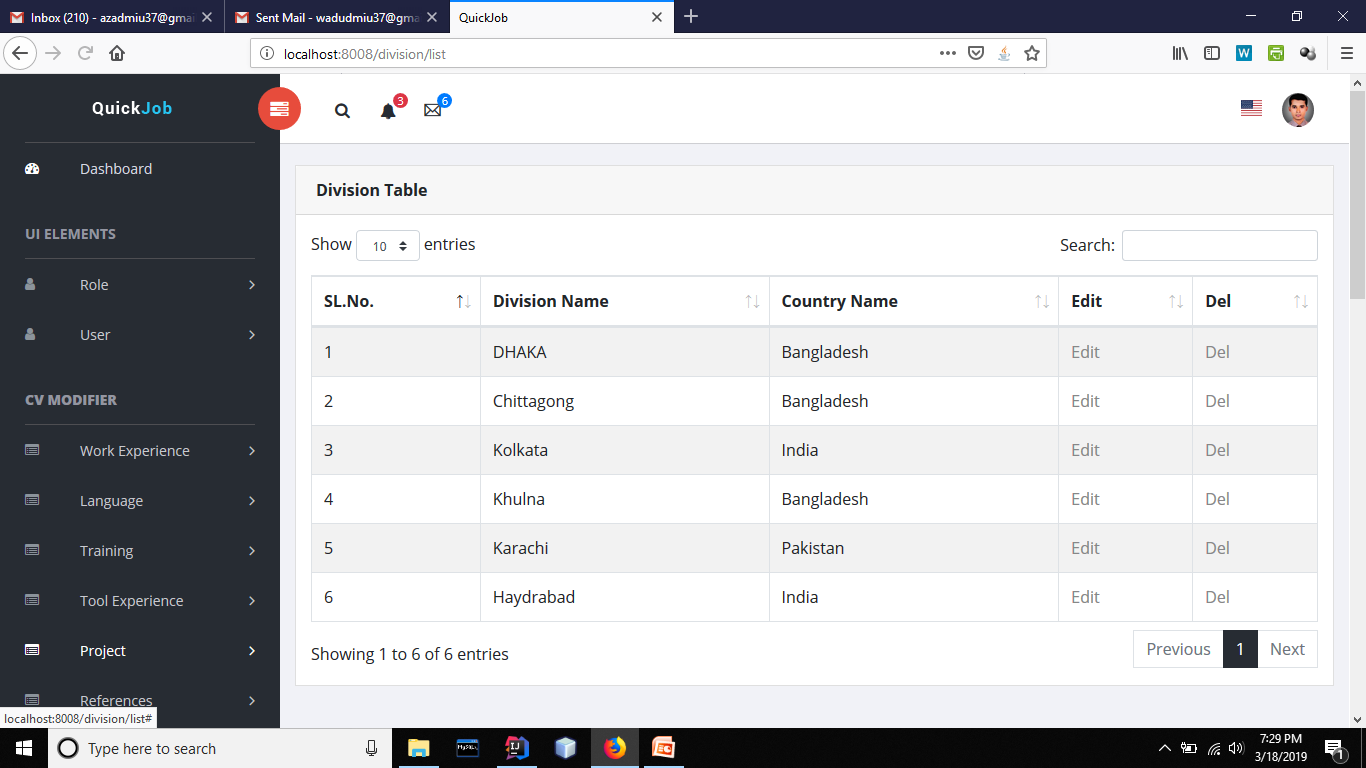 Inbox (210) - azadmiu37@gmai
Sent Mail - wadudmiu37@gma
QuickJob
localhost:8008/division/list
W
QuickJob
3
6
Dashboard
UI ELEMENTS
Role
User
CV MODIFIER
Work Experience
Language
Training
Tool Experience
Project
References
localhost:8008/division/list#
Division Table
Show 10 entries
Search:
SL.No. Division Name Country Name Edit Del
1 DHAKA Bangladesh Edit Del
2 Chittagong Bangladesh Edit Del
3 Kolkata India Edit Del
4 Khulna Bangladesh Edit Del
5 Karachi Pakistan Edit Del
6 Haydrabad India Edit Del
Showing 1 to 6 of 6 entries
Previous 1 Next
Type here to search
MySQL
IJ
7:29 PM
3/18/2019
1